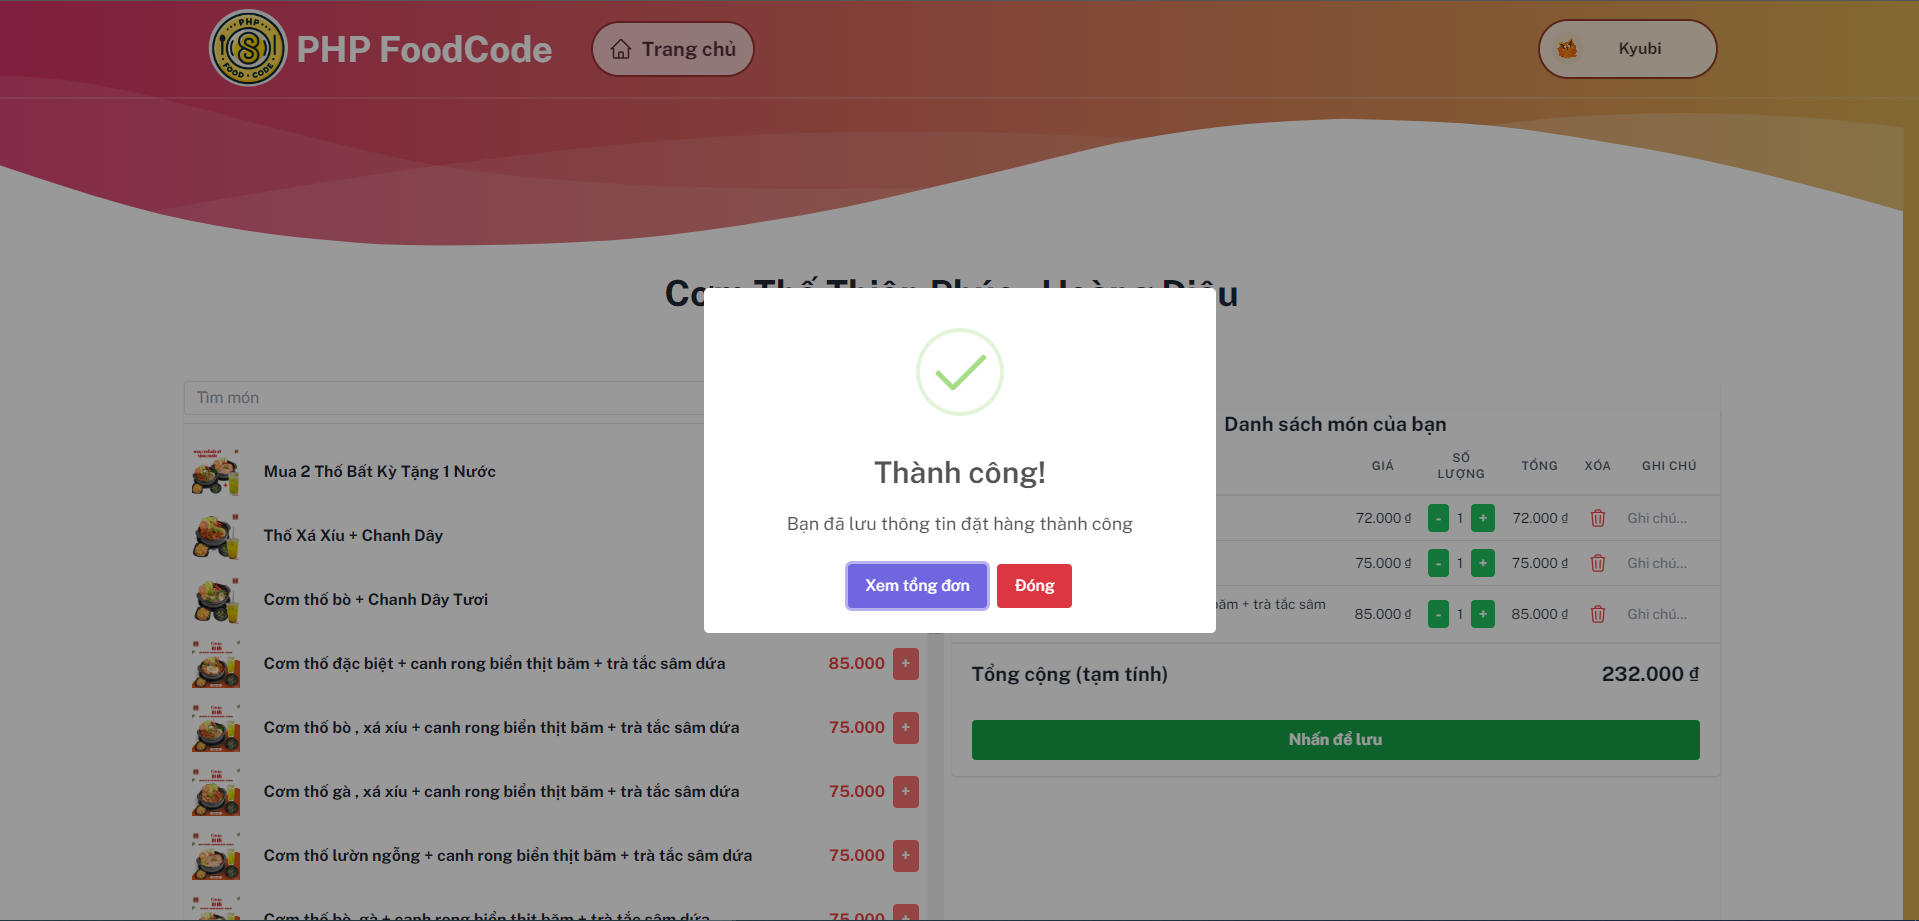 PHP
FOOD · CODE
PHP FoodCode
Trang chủ
Kyubi
Tìm món
Mua 2 Thố Bất Kỳ Tặng 1 Nước
Thố Xá Xíu + Chanh Dây
Cơm thố bò + Chanh Dây Tươi
Cơm thố đặc biệt + canh rong biển thịt băm + trà tắc sâm dứa 85.000 +
Cơm thố bò , xá xíu + canh rong biển thịt băm + trà tắc sâm dứa 75.000 +
Cơm thố gà , xá xíu + canh rong biển thịt băm + trà tắc sâm dứa 75.000 +
Cơm thố lườn ngỗng + canh rong biển thịt băm + trà tắc sâm dứa 75.000 +
Cơm thố bò, gà + canh rong biển thịt băm + trà tắc sâm dứa 75.000 +
Thành công!
Bạn đã lưu thông tin đặt hàng thành công
Xem tổng đơn
Đóng
Danh sách món của bạn
GIÁ SỐ LƯỢNG TỔNG XÓA GHI CHÚ
72.000 ₫ - 1 + 72.000 ₫ Ghi chú...
75.000 ₫ - 1 + 75.000 ₫ Ghi chú...
băm + trà tắc sâm 85.000 ₫ - 1 + 85.000 ₫ Ghi chú...
Tổng cộng (tạm tính) 232.000 ₫
Nhấn để lưu